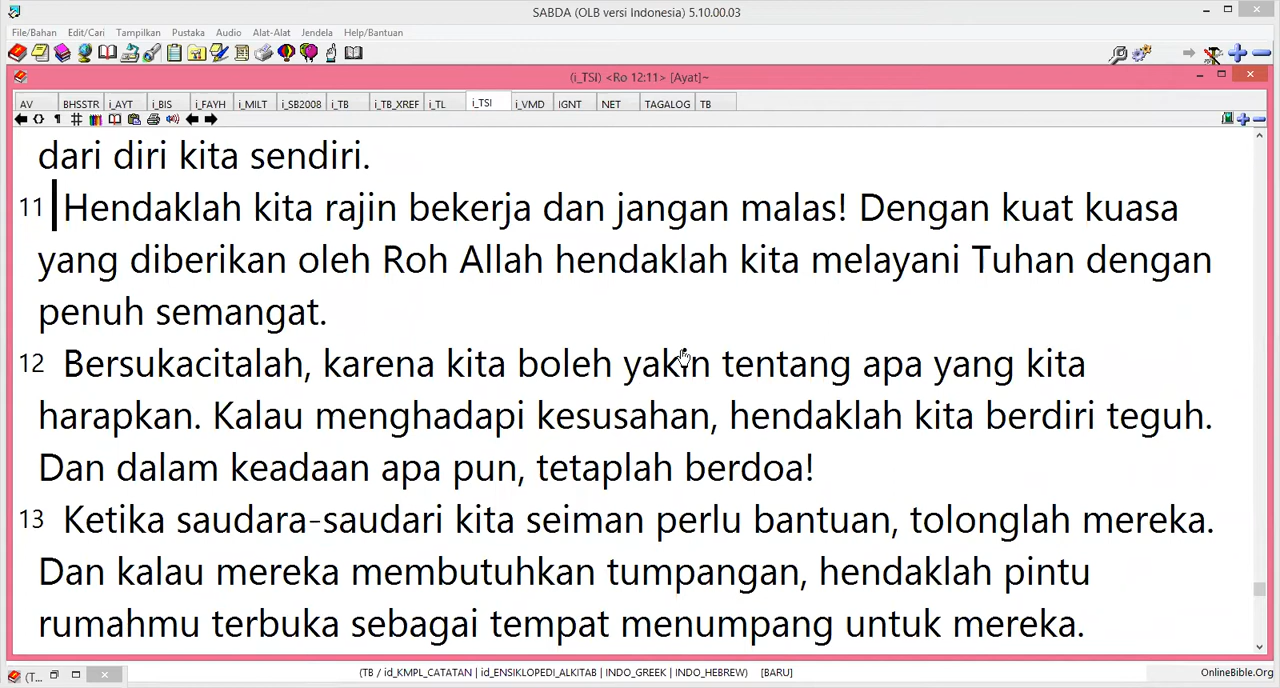 SABDA (OLB versi Indonesia) 5.10.00.03
File/Bahan Edit/Cari Tampilkan Pustaka Audio Alat-Alat Jendela Help/Bantuan
(i_TSI) <Ro 12:11> [Ayat]~
AV BHSSTR i_AYT i_BIS i_FAYH i_MILT i_SB2008 i_TB i_TB_XREF i_TL i_TSI i_VMD IGNT NET TAGALOG TB
dari diri kita sendiri.
11 Hendaklah kita rajin bekerja dan jangan malas! Dengan kuat kuasa
yang diberikan oleh Roh Allah hendaklah kita melayani Tuhan dengan
penuh semangat.
12 Bersukacitalah, karena kita boleh yakin tentang apa yang kita
harapkan. Kalau menghadapi kesusahan, hendaklah kita berdiri teguh.
Dan dalam keadaan apa pun, tetaplah berdoa!
13 Ketika saudara-saudari kita seiman perlu bantuan, tolonglah mereka.
Dan kalau mereka membutuhkan tumpangan, hendaklah pintu
rumahmu terbuka sebagai tempat menumpang untuk mereka.
(T... (TB / id_KMPL_CATATAN | id_ENSIKLOPEDI_ALKITAB | INDO_GREEK | INDO_HEBREW) [BARU] OnlineBible.Org